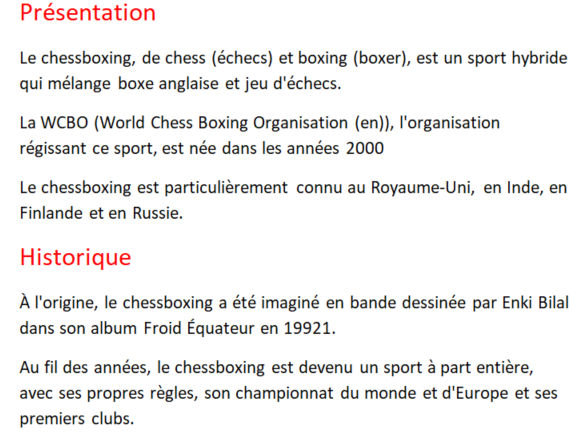 Présentation
Le chessboxing, de chess (échecs) et boxing (boxer), est un sport hybride
qui mélange boxe anglaise et jeu d'échecs.
La WCBO (World Chess Boxing Organisation (en)), l'organisation
régissant ce sport, est née dans les années 2000
Le chessboxing est particulièrement connu au Royaume-Uni, en Inde, en
Finlande et en Russie.
Historique
À l'origine, le chessboxing a été imaginé en bande dessinée par Enki Bilal
dans son album Froid Équateur en 19921.
Au fil des années, le chessboxing est devenu un sport à part entière,
avec ses propres règles, son championnat du monde et d'Europe et ses
premiers clubs.